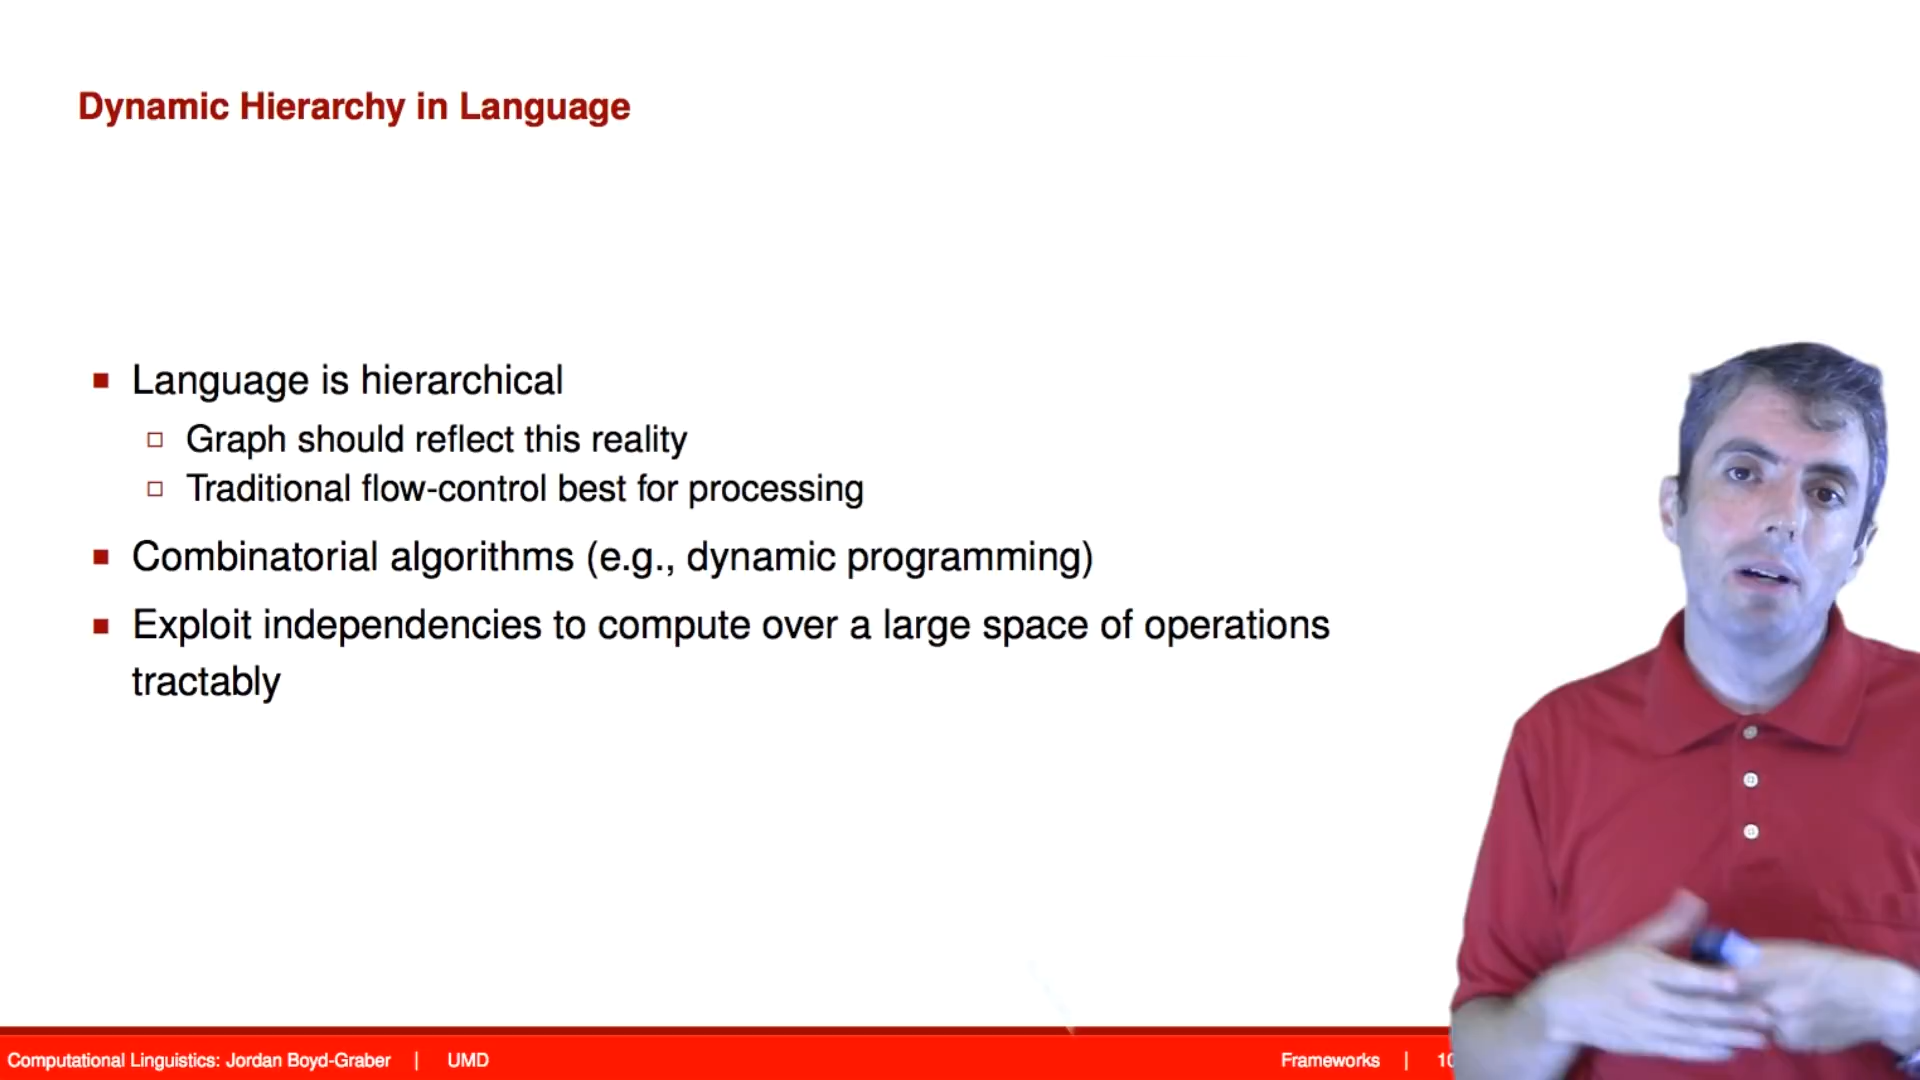 Dynamic Hierarchy in Language
Language is hierarchical
Graph should reflect this reality
Traditional flow-control best for processing
Combinatorial algorithms (e.g., dynamic programming)
Exploit independencies to compute over a large space of operations
tractably
Computational Linguistics: Jordan Boyd-Graber | UMD
Frameworks | 10